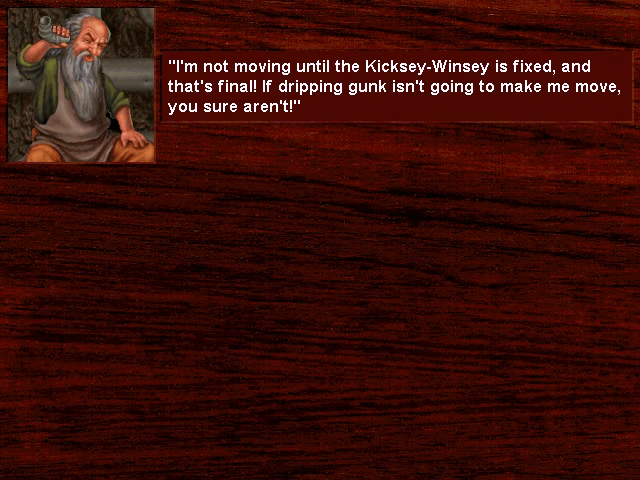 "I'm not moving until the Kicksey-Winsey is fixed, and
that's final! If dripping gunk isn't going to make me move,
you sure aren't!"